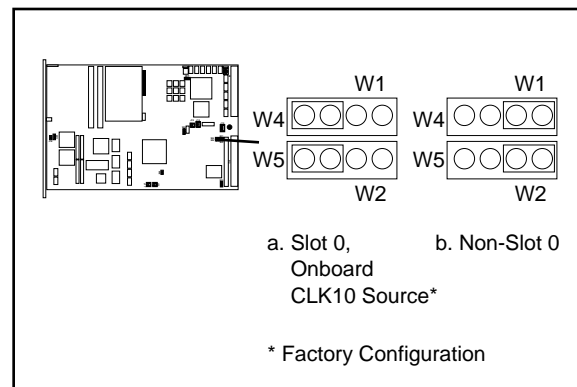 W1 W1
W4 W4
W5 W5
W2 W2
a. Slot 0, b. Non-Slot 0
Onboard
CLK10 Source*
* Factory Configuration